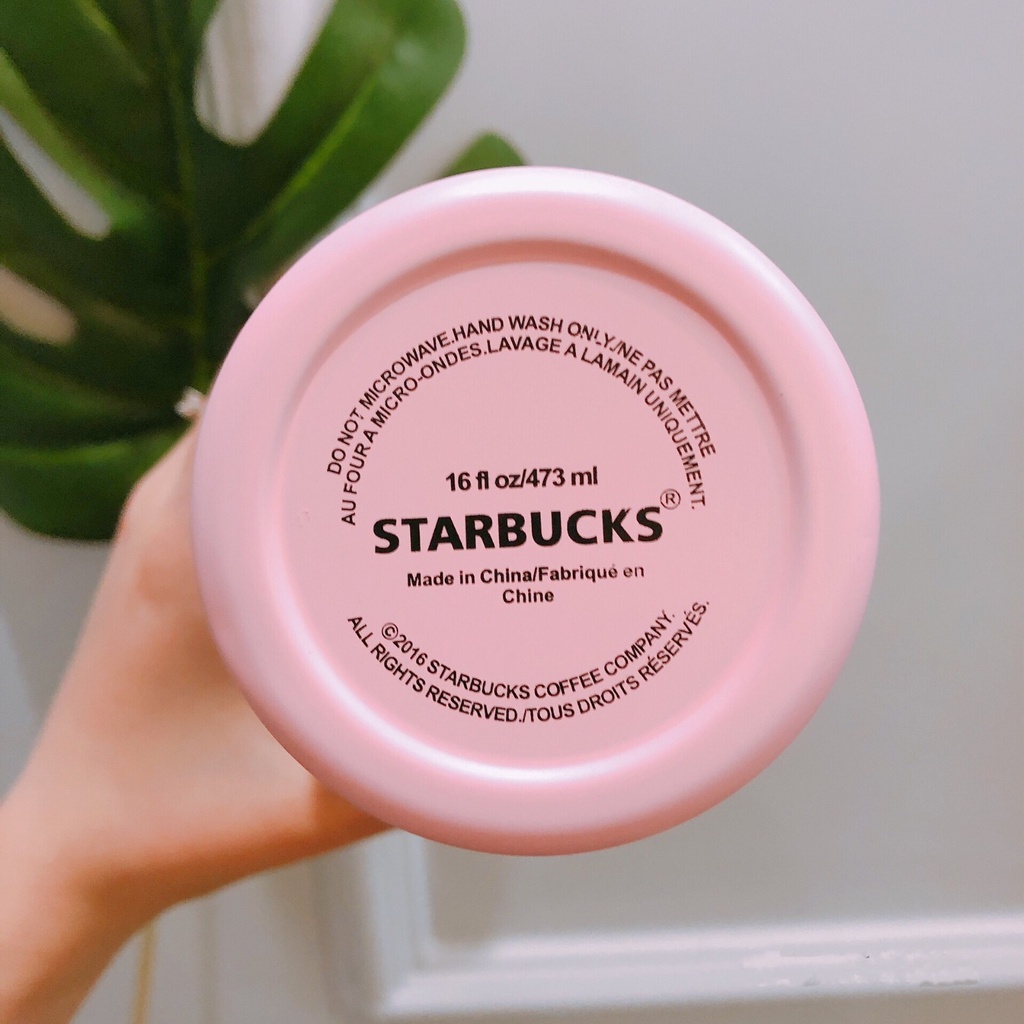 DO NOT MICROWAVE.HAND WASH ONLY/NE PAS METTRE
AU FOUR A MICRO-ONDES.LAVAGE A LAMAIN UNIQUEMENT.
16 fl oz/473 ml
STARBUCKS®
Made in China/Fabriqué en
Chine
©2016 STARBUCKS COFFEE COMPANY.
ALL RIGHTS RESERVED./TOUS DROITS RÉSERVÉS.